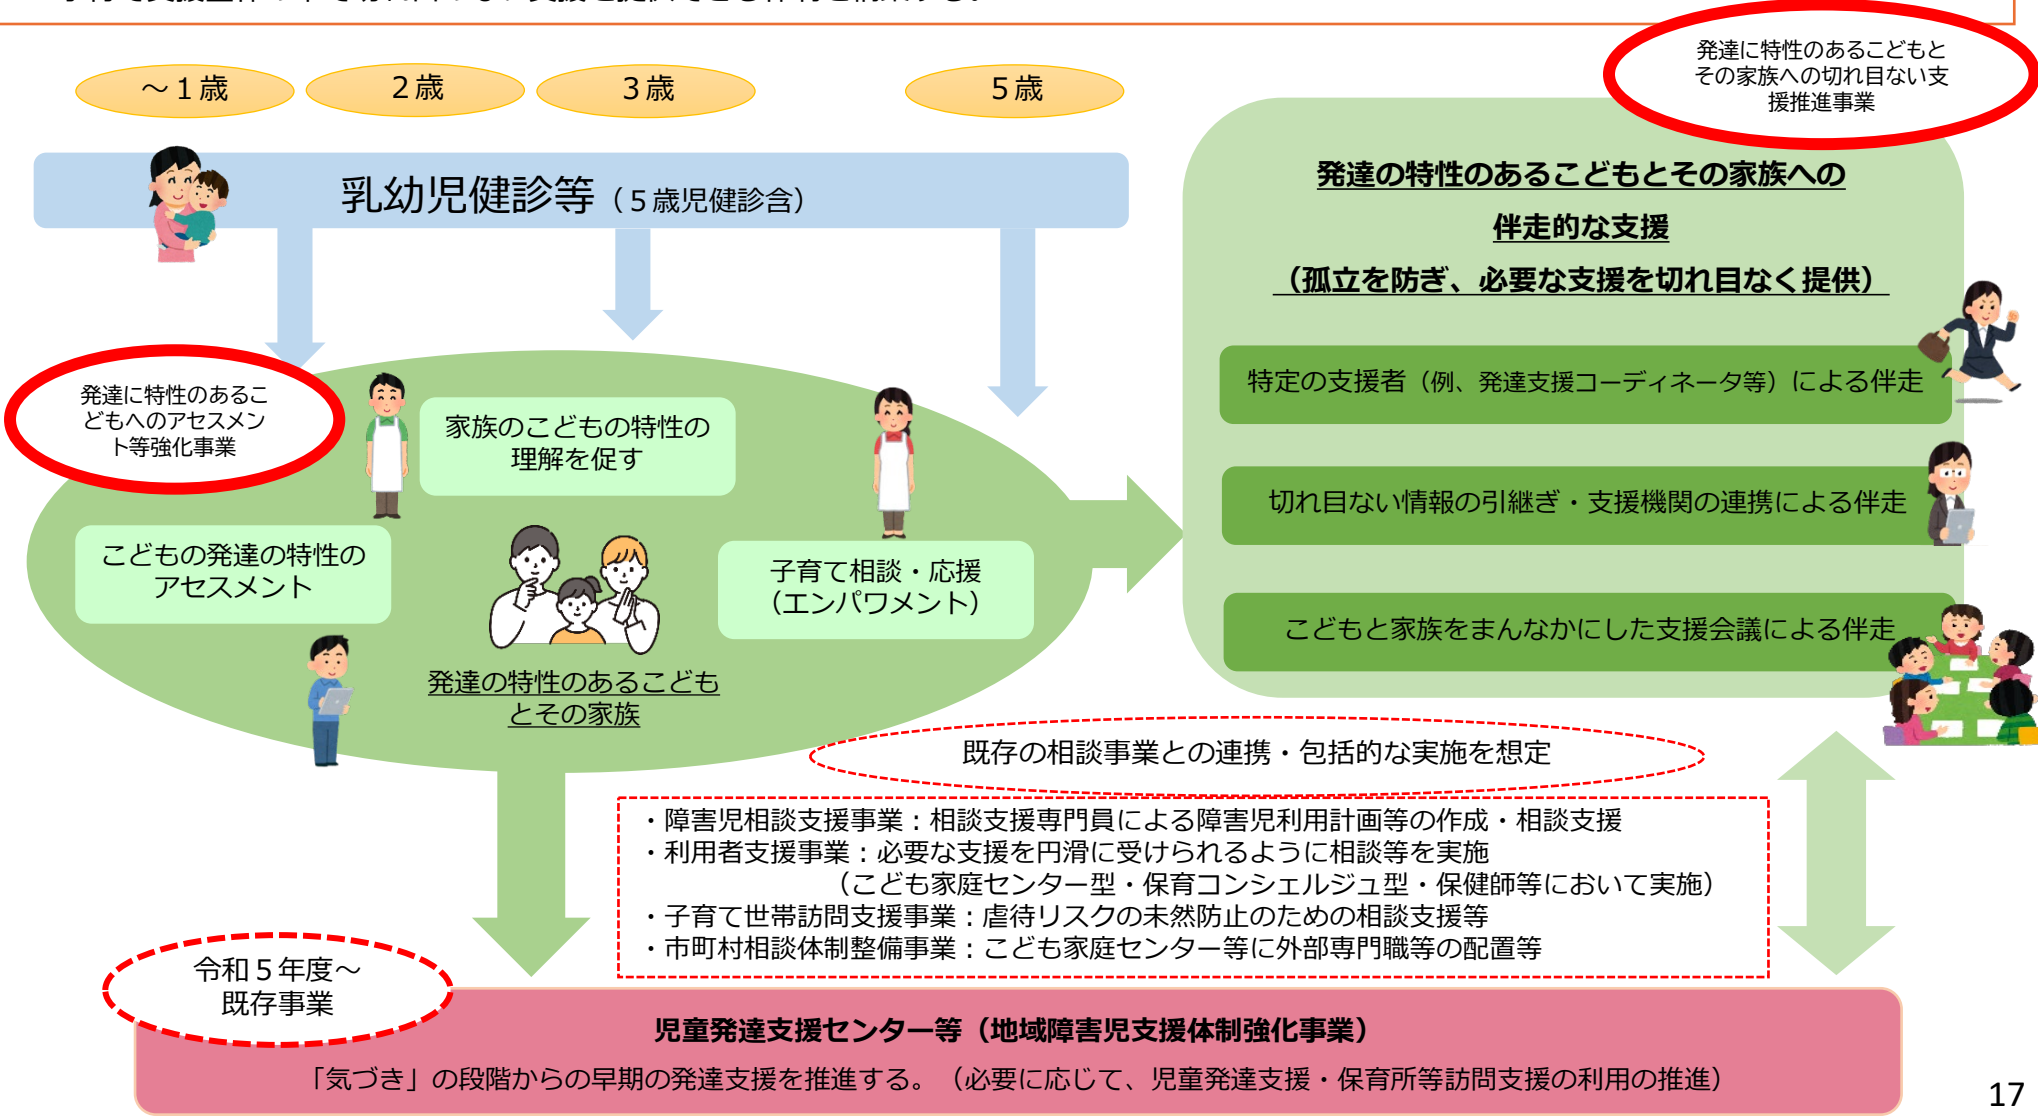 発達に特性のあるこどもと
その家族への切れ目ない支
援推進事業
～１歳
２歳
３歳
５歳
乳幼児健診等（５歳児健診含）
発達の特性のあるこどもとその家族への
伴走的な支援
（孤立を防ぎ、必要な支援を切れ目なく提供）
特定の支援者（例、発達支援コーディネータ等）による伴走
切れ目ない情報の引継ぎ・支援機関の連携による伴走
こどもと家族をまんなかにした支援会議による伴走
発達に特性のあるこ
どもへのアセスメン
ト等強化事業
家族のこどもの特性の
理解を促す
こどもの発達の特性の
アセスメント
子育て相談・応援
（エンパワメント）
発達の特性のあるこども
とその家族
既存の相談事業との連携・包括的な実施を想定
・障害児相談支援事業：相談支援専門員による障害児利用計画等の作成・相談支援
・利用者支援事業：必要な支援を円滑に受けられるように相談等を実施
（こども家庭センター型・保育コンシェルジュ型・保健師等において実施）
・子育て世帯訪問支援事業：虐待リスクの未然防止のための相談支援等
・市町村相談体制整備事業：こども家庭センター等に外部専門職等の配置等
令和５年度～
既存事業
児童発達支援センター等（地域障害児支援体制強化事業）
「気づき」の段階からの早期の発達支援を推進する。（必要に応じて、児童発達支援・保育所等訪問支援の利用の推進）
17